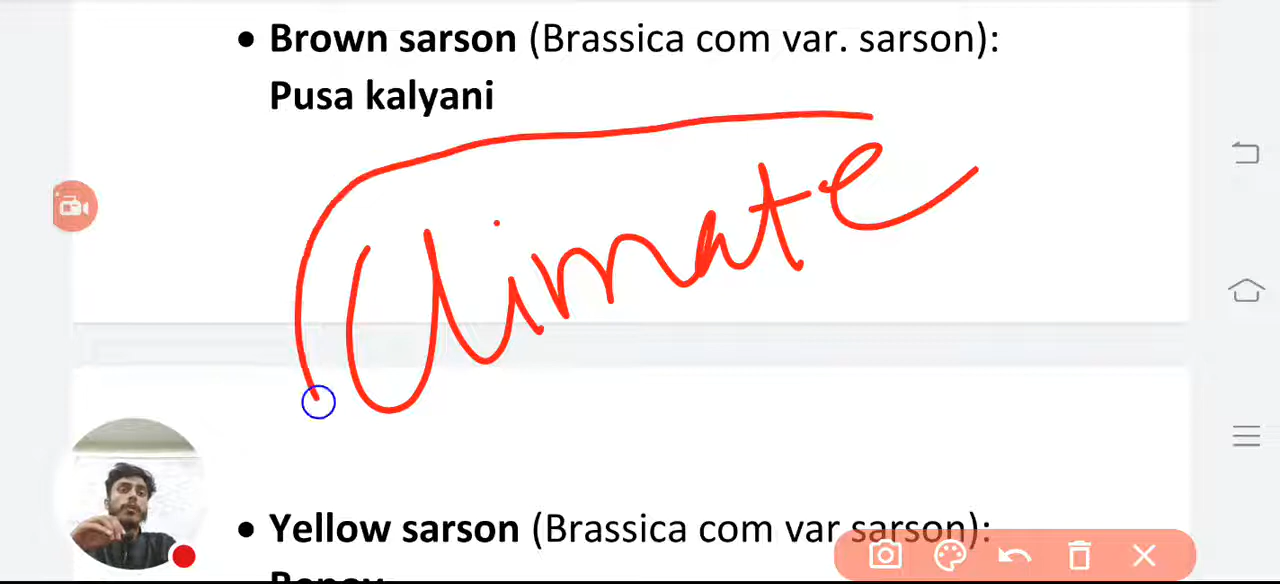 • Brown sarson (Brassica com var. sarson):
Pusa kalyani
Climate
• Yellow sarson (Brassica com var sarson):